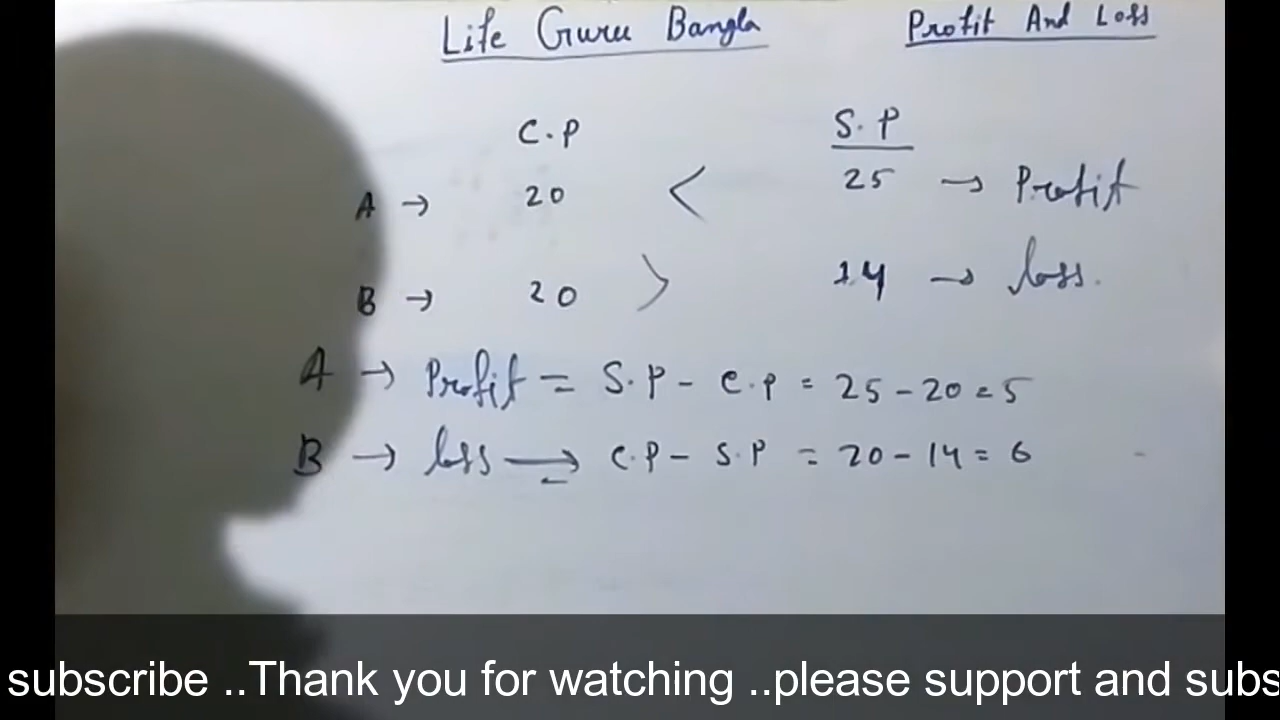 Life Guru Bangla Profit And Loss
C.P S.P
A → 20 < 25 → Profit
B → 20 > 14 → loss.
A → Profit = S.P - C.P = 25 - 20 = 5
B → loss → C.P - S.P = 20 - 14 = 6
subscribe ..Thank you for watching ..please support and subs